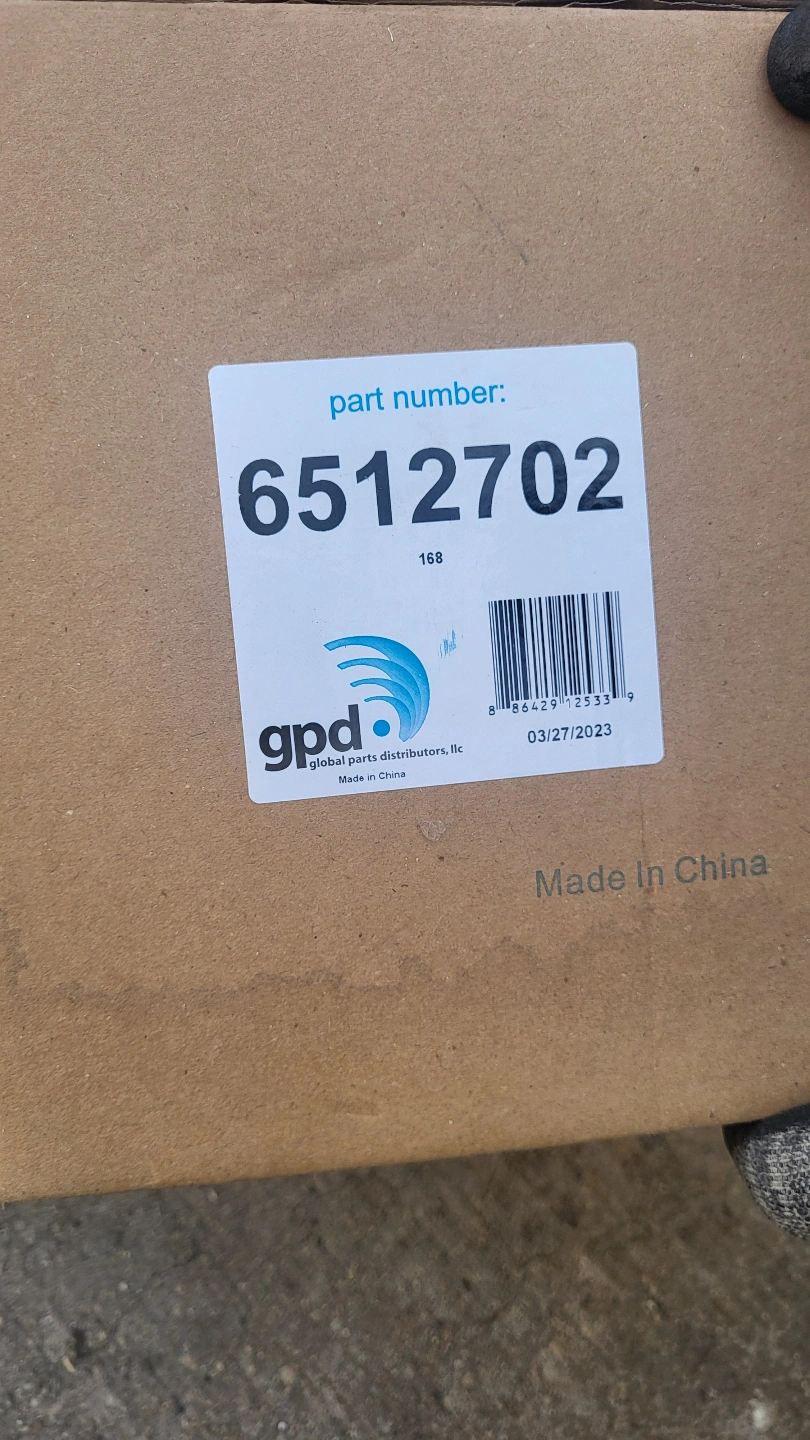 part number:
6512702
168
gpd
global parts distributors, llc
Made in China
8 86429 12533 9
03/27/2023
Made In China